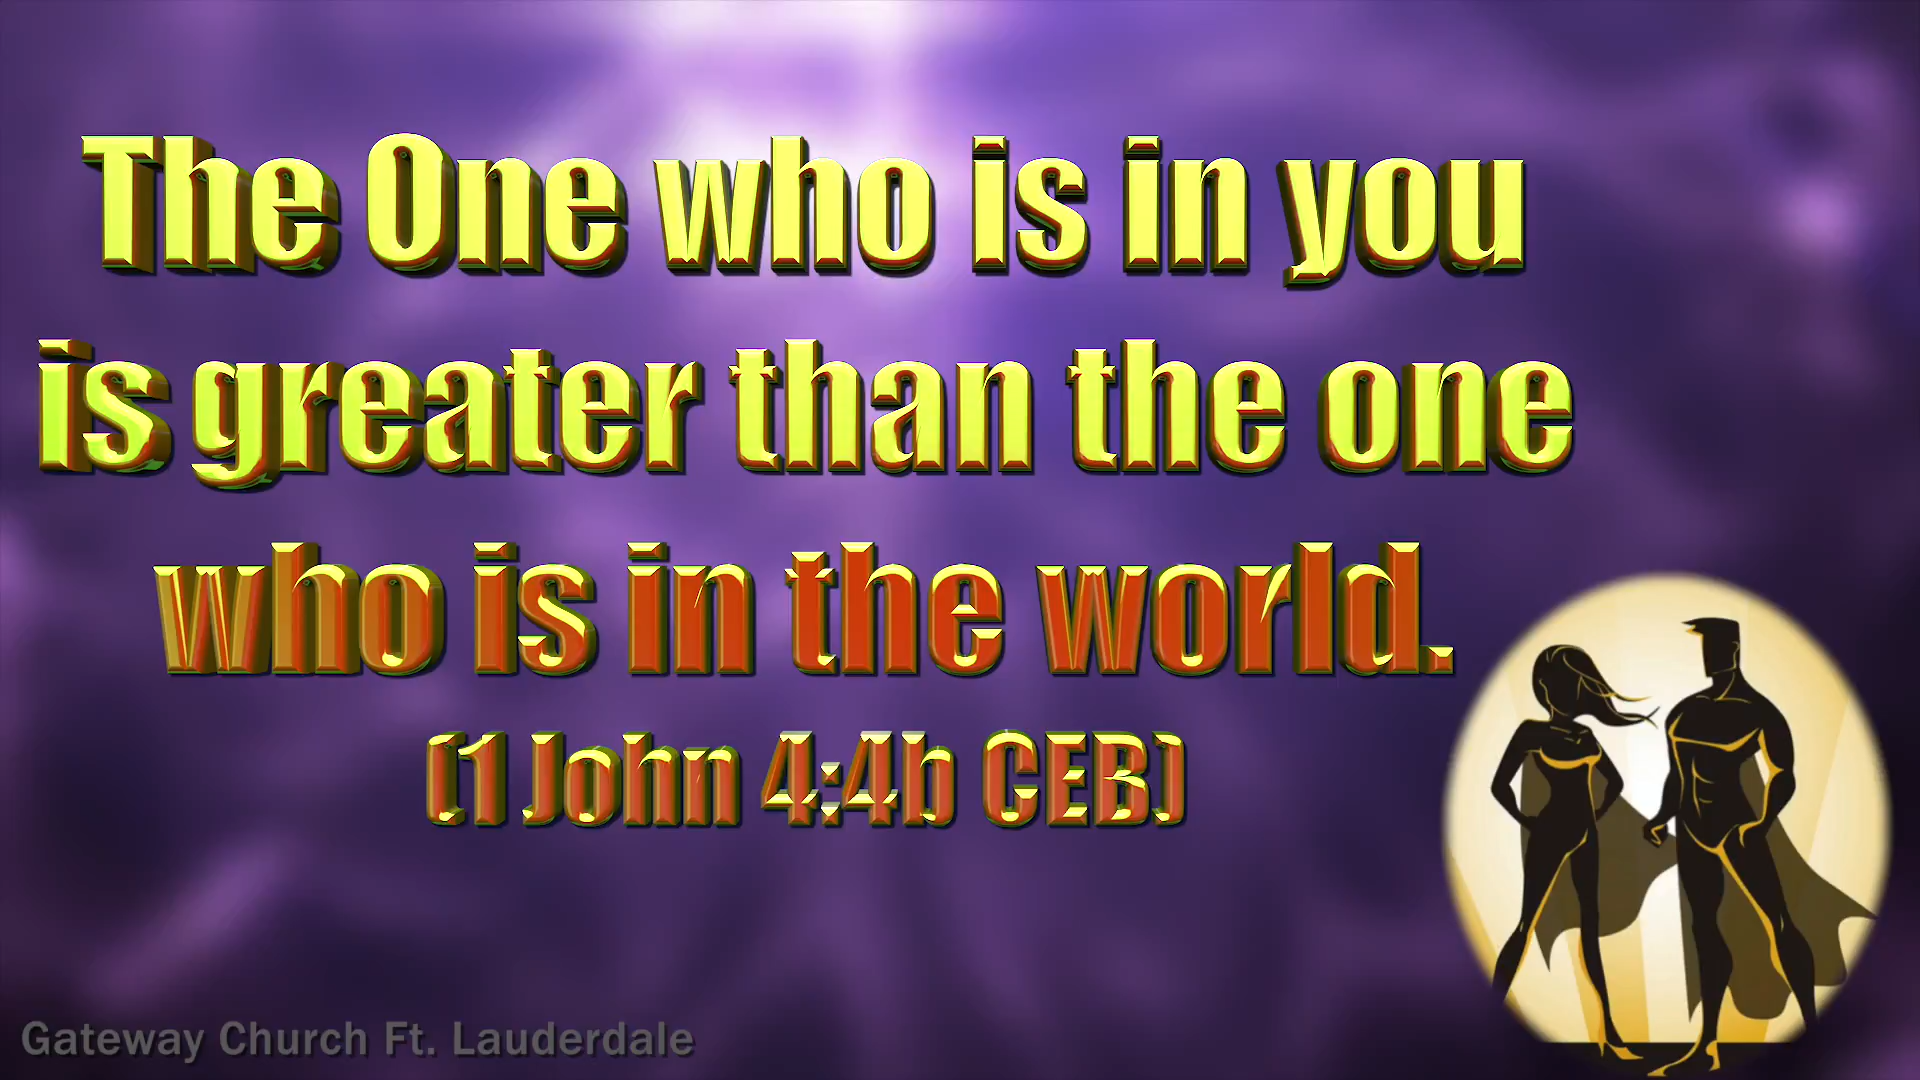 The One who is in you
is greater than the one
who is in the world.
(1 John 4:4b CEB)
Gateway Church Ft. Lauderdale